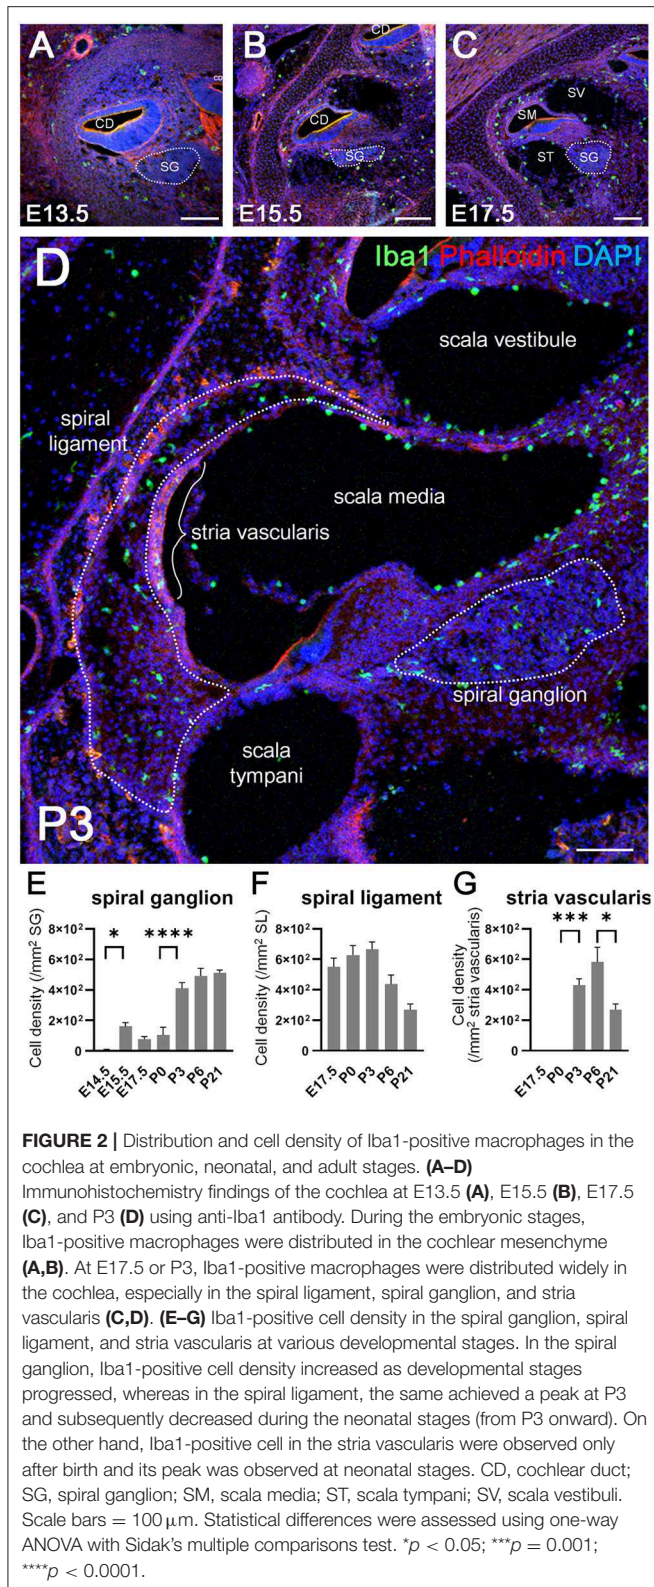 A
CD
CD
SG
E13.5
B
CD
CD
SG
E15.5
C
SV
SM
ST
SG
E17.5
D
Iba1 Phalloidin DAPI
scala vestibule
spiral
ligament
scala media
stria vascularis
spiral ganglion
scala
tympani
P3
E
spiral ganglion
Cell density (/mm² SG)
8×10²
6×10²
4×10²
2×10²
0
*
****
E14.5
E15.5
E17.5
P0
P3
P6
P21
F
spiral ligament
Cell density (/mm² SL)
8×10²
6×10²
4×10²
2×10²
0
E17.5
P0
P3
P6
P21
G
stria vascularis
Cell density
(/mm² stria vascularis)
8×10²
6×10²
4×10²
2×10²
0
***
*
E17.5
P0
P3
P6
P21
FIGURE 2 | Distribution and cell density of Iba1-positive macrophages in the
cochlea at embryonic, neonatal, and adult stages. (A–D)
Immunohistochemistry findings of the cochlea at E13.5 (A), E15.5 (B), E17.5
(C), and P3 (D) using anti-Iba1 antibody. During the embryonic stages,
Iba1-positive macrophages were distributed in the cochlear mesenchyme
(A,B). At E17.5 or P3, Iba1-positive macrophages were distributed widely in
the cochlea, especially in the spiral ligament, spiral ganglion, and stria
vascularis (C,D). (E–G) Iba1-positive cell density in the spiral ganglion, spiral
ligament, and stria vascularis at various developmental stages. In the spiral
ganglion, Iba1-positive cell density increased as developmental stages
progressed, whereas in the spiral ligament, the same achieved a peak at P3
and subsequently decreased during the neonatal stages (from P3 onward). On
the other hand, Iba1-positive cell in the stria vascularis were observed only
after birth and its peak was observed at neonatal stages. CD, cochlear duct;
SG, spiral ganglion; SM, scala media; ST, scala tympani; SV, scala vestibuli.
Scale bars = 100 μm. Statistical differences were assessed using one-way
ANOVA with Sidak's multiple comparisons test. *p < 0.05; ***p = 0.001;
****p < 0.0001.